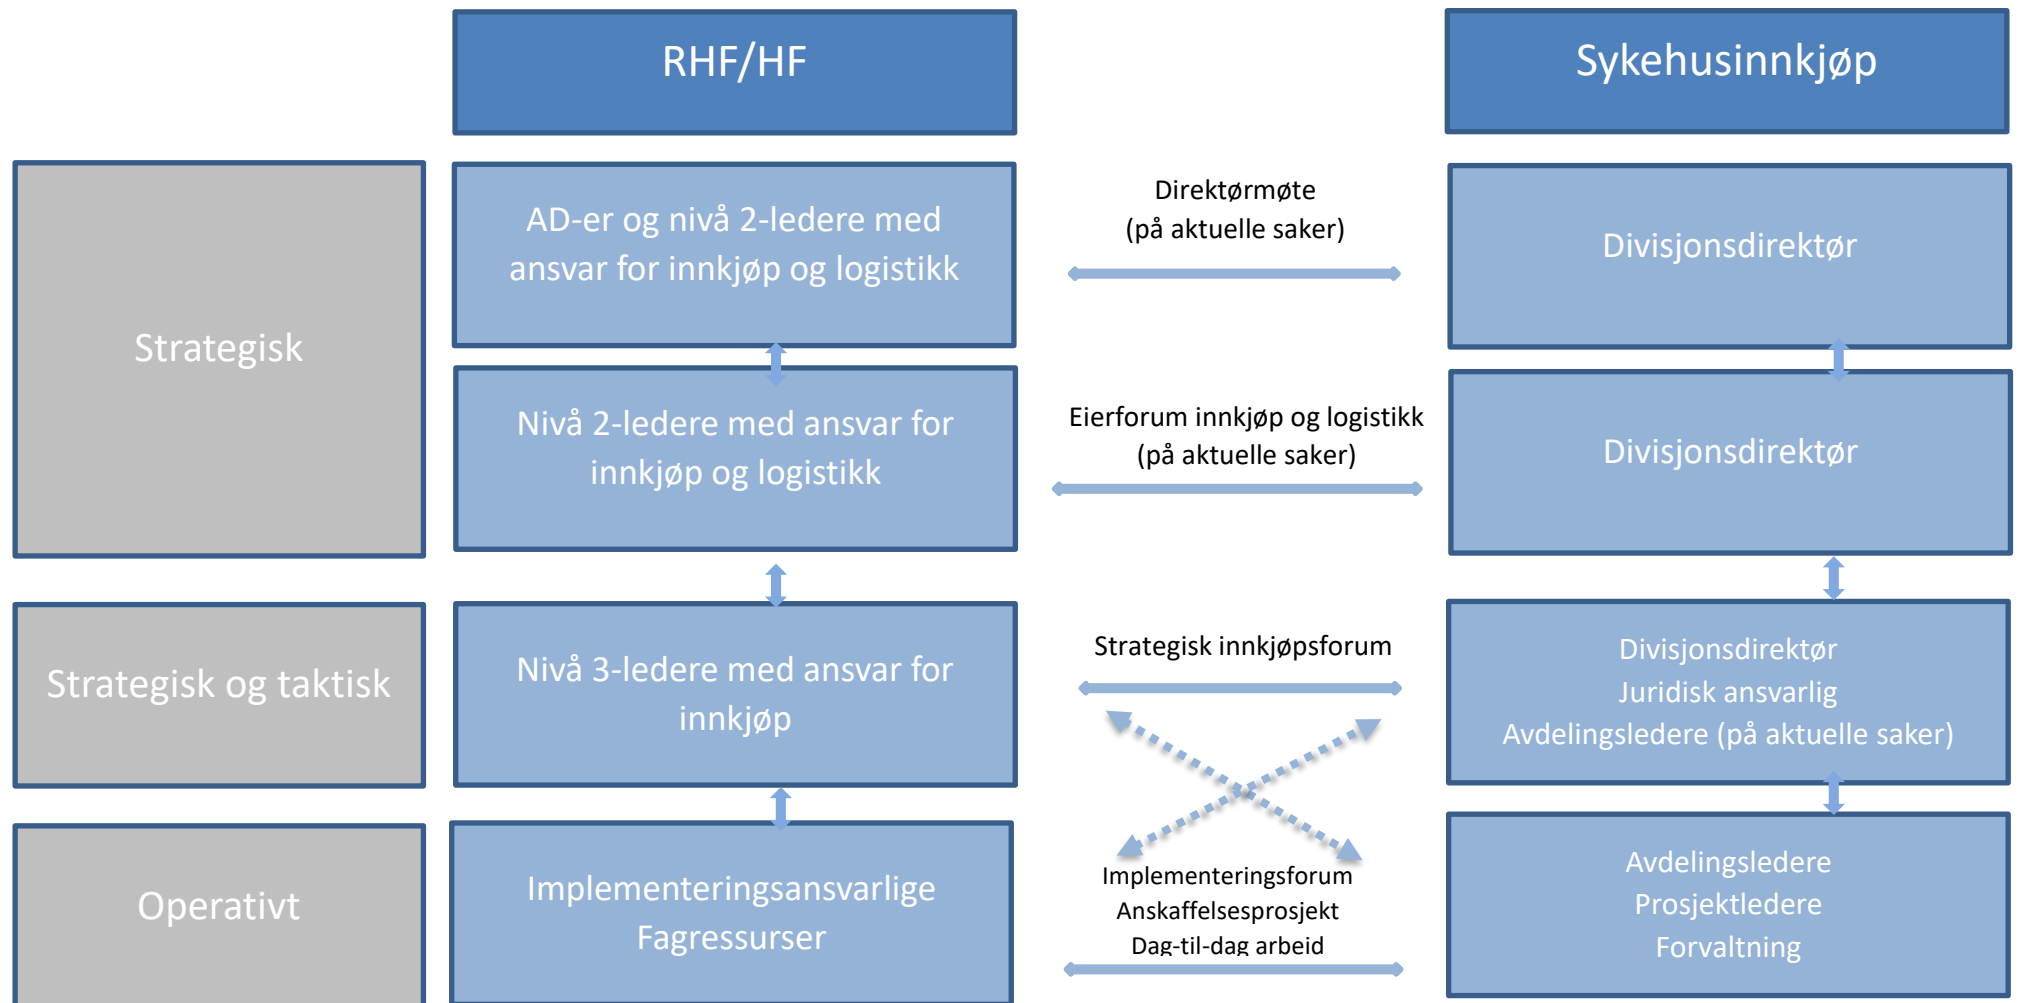 RHF/HF
Sykehusinnkjøp
Strategisk
AD-er og nivå 2-ledere med
ansvar for innkjøp og logistikk
Direktørmøte
(på aktuelle saker)
Divisjonsdirektør
Nivå 2-ledere med ansvar for
innkjøp og logistikk
Eierforum innkjøp og logistikk
(på aktuelle saker)
Divisjonsdirektør
Strategisk og taktisk
Nivå 3-ledere med ansvar for
innkjøp
Strategisk innkjøpsforum
Divisjonsdirektør
Juridisk ansvarlig
Avdelingsledere (på aktuelle saker)
Operativt
Implementeringsansvarlige
Fagressurser
Implementeringsforum
Anskaffelsesprosjekt
Dag-til-dag arbeid
Avdelingsledere
Prosjektledere
Forvaltning